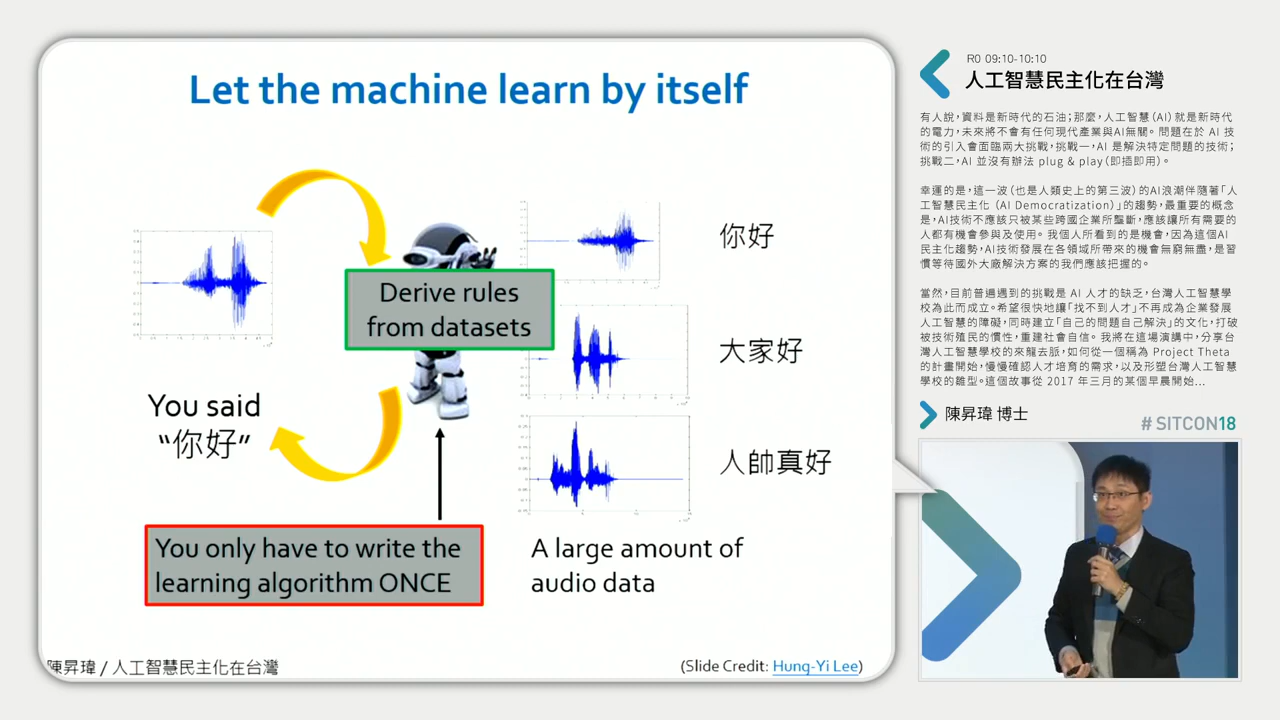 Let the machine learn by itself
Derive rules
from datasets
You said
“你好”
你好
大家好
人帥真好
You only have to write the
learning algorithm ONCE
A large amount of
audio data
陳昇瑋 / 人工智慧民主化在台灣
(Slide Credit: Hung-Yi Lee)
R0 09:10-10:10
人工智慧民主化在台灣
有人說，資料是新時代的石油；那麼，人工智慧 (AI) 就是新時代
的電力，未來將不會有任何現代產業與AI無關。問題在於 AI 技
術的引入會面臨兩大挑戰，挑戰一，AI 是解決特定問題的技術；
挑戰二，AI 並沒有辦法 plug & play（即插即用）。
幸運的是，這一波（也是人類史上的第三波）的AI浪潮伴隨著「人
工智慧民主化（AI Democratization）」的趨勢，最重要的概念
是，AI技術不應該只被某些跨國企業所壟斷，應該讓所有需要的
人都有機會參與及使用。我個人所看到的是機會，因為這個AI
民主化趨勢，AI技術發展在各領域所帶來的機會無窮無盡，是習
慣等待國外大廠解決方案的我們應該把握的。
當然，目前普遍遇到的挑戰是 AI 人才的缺乏，台灣人工智慧學
校為此而成立。希望很快地讓「找不到人才」不再成為企業發展
人工智慧的障礙，同時建立「自己的問題自己解決」的文化，打破
被技術殖民的慣性，重建社會自信。我將在這場演講中，分享台
灣人工智慧學校的來龍去脈，如何從一個稱為 Project Theta
的計畫開始，慢慢確認人才培育的需求，以及形塑台灣人工智慧
學校的雛型。這個故事從 2017 年三月的某個早晨開始...
陳昇瑋 博士
# SITCON18